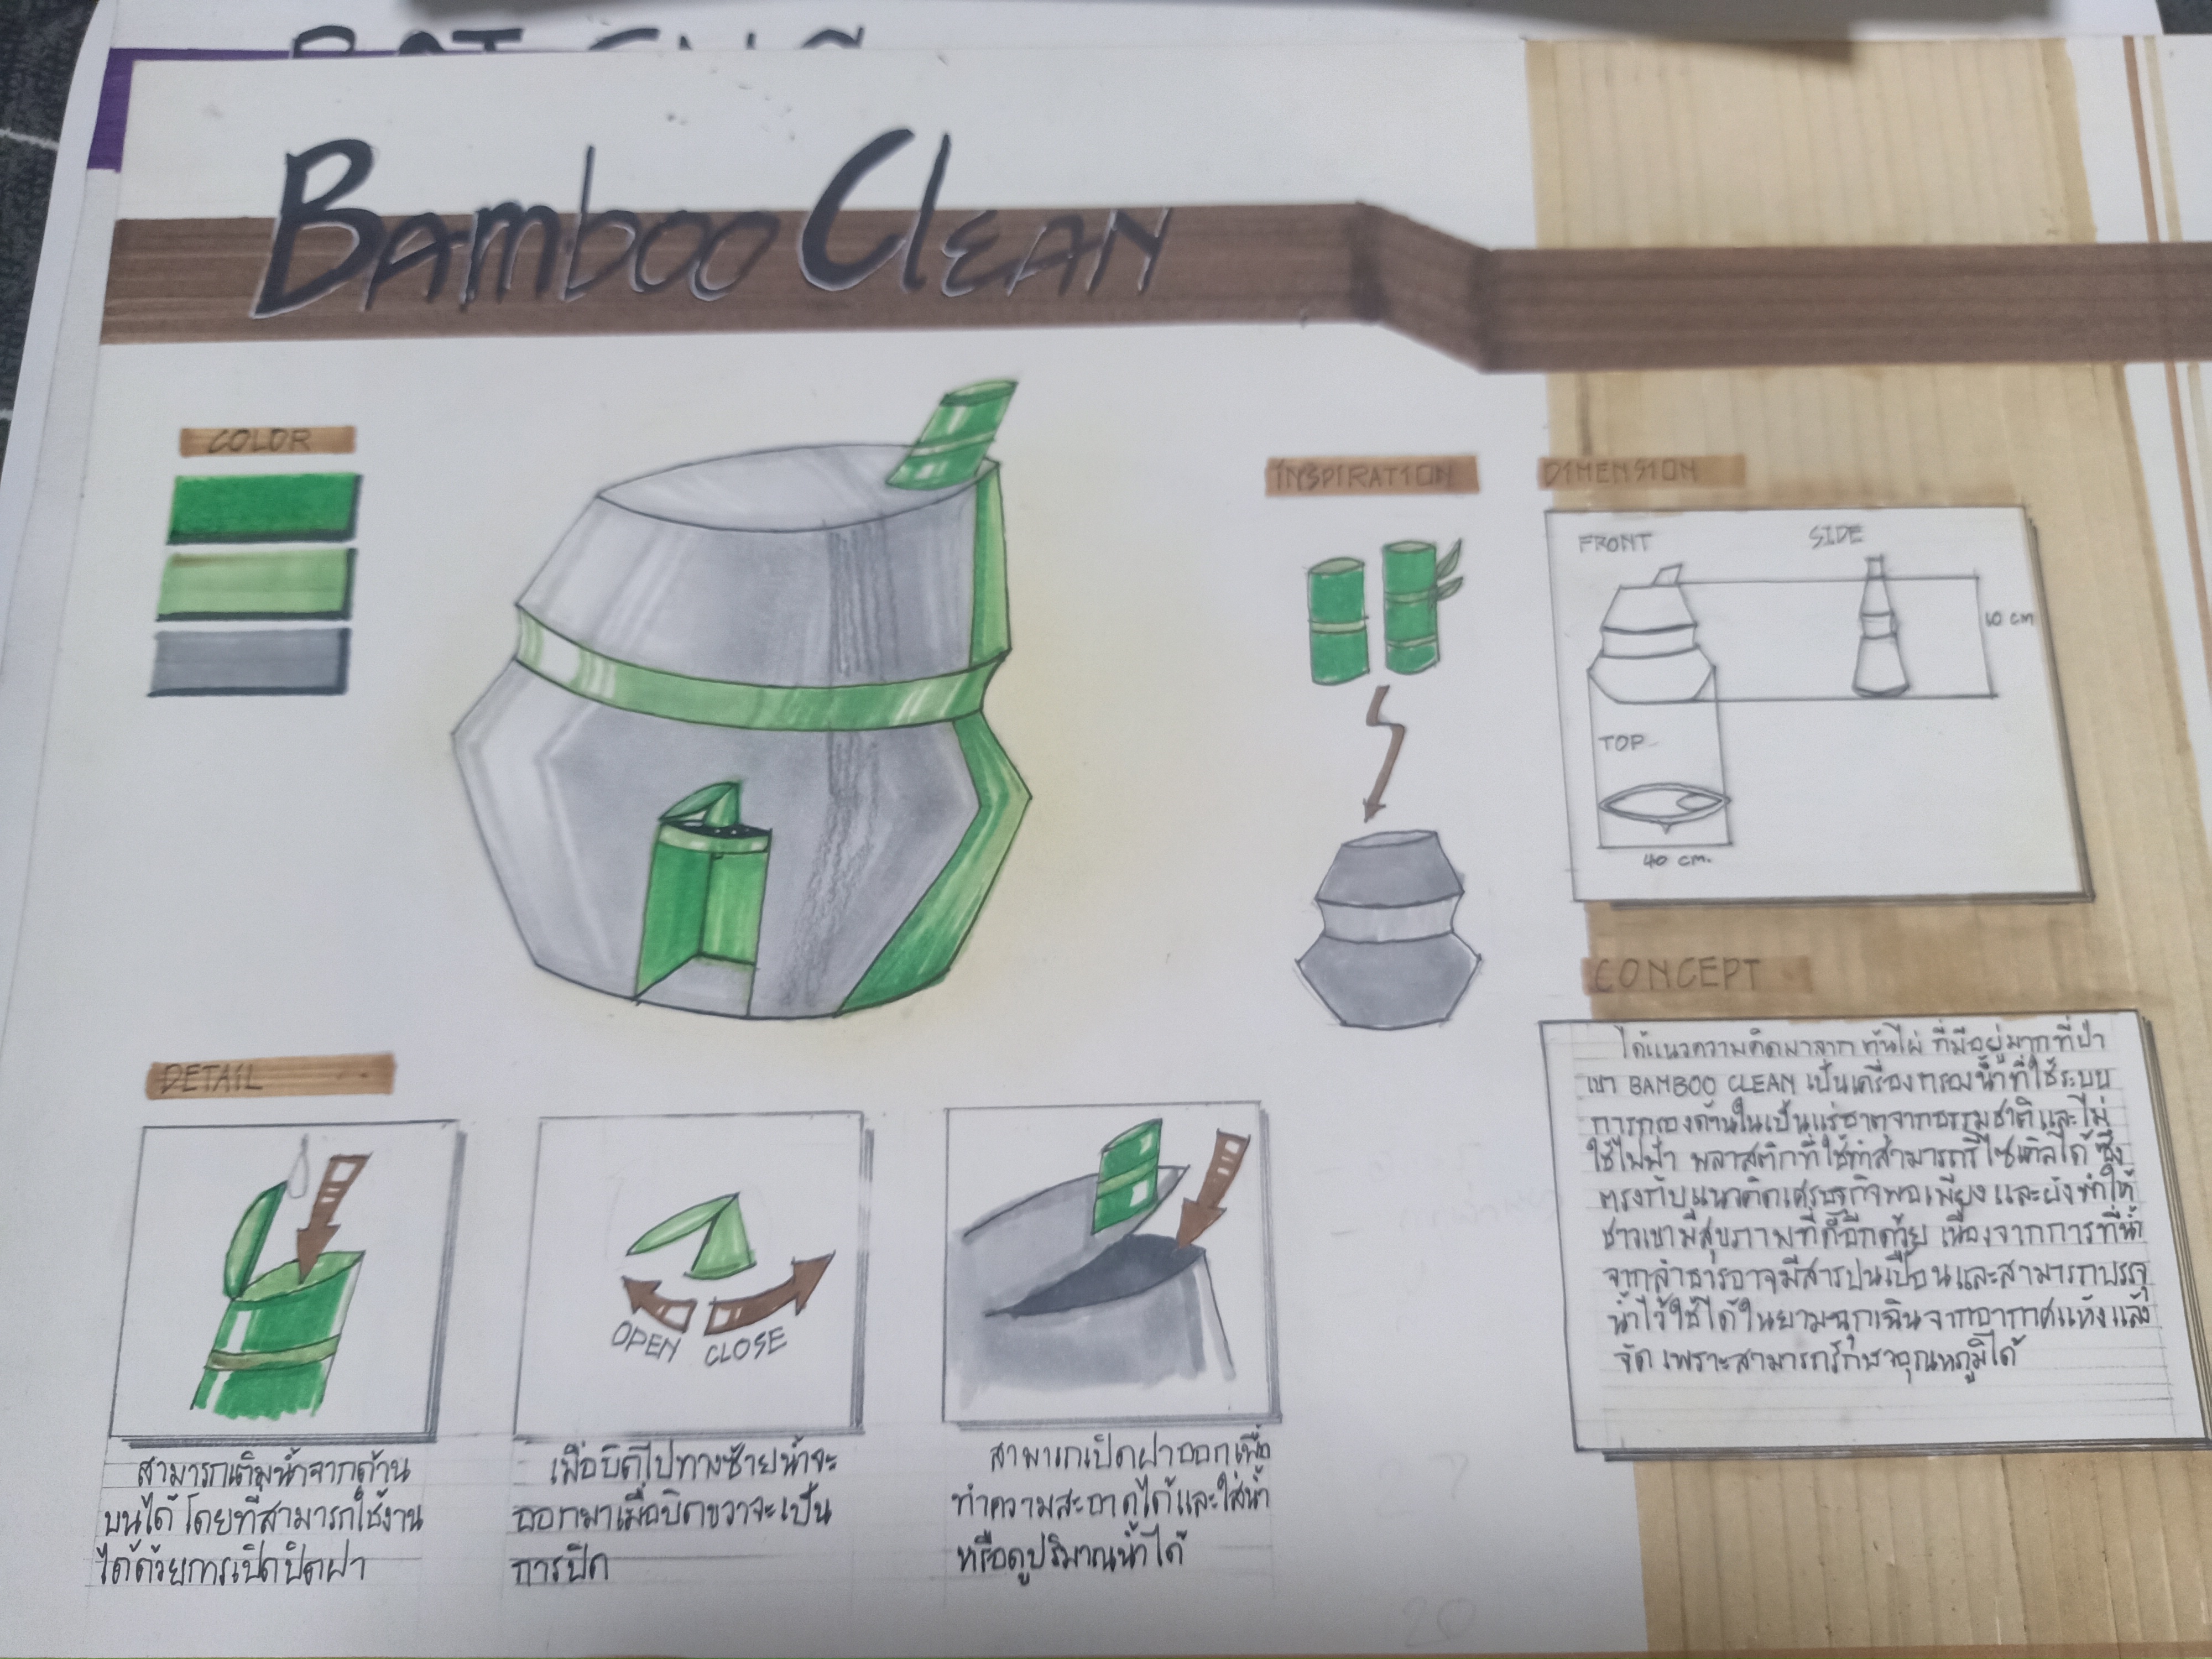 Bamboo Clean
COLOR
INSPIRATION
DIMENSION
FRONT
SIDE
10 cm
TOP
40 cm.
CONCEPT
ได้แนวความคิดมาจาก ต้นไผ่ ที่มีอยู่มากที่ป่า
เขา BAMBOO CLEAN เป็นเครื่องกรองน้ำที่ใช้ระบบ
การกรองด้านในเป็นแร่ธาตุจากธรรมชาติและไม่
ใช้ไฟฟ้า พลาสติกที่ใช้ทำสามารถรีไซเคิลได้ ซึ่ง
ตรงกับแนวคิดเศรษฐกิจพอเพียง และยังทำให้
ชาวเขามีสุขภาพที่ดีอีกด้วย เนื่องจากการที่น้ำ
จากลำธารอาจมีสารปนเปื้อนและสามารถบรรจุ
น้ำไว้ใช้ได้ในยามฉุกเฉินจากอากาศแห้งแล้ง
จัด เพราะสามารถรักษาอุณหภูมิได้
DETAIL
OPEN CLOSE
สามารถเติมน้ำจากด้าน
บนได้ โดยที่สามารถใช้งาน
ได้ด้วยการเปิดปิดฝา
เมื่อบิดไปทางซ้ายน้ำจะ
ออกมาเมื่อบิดขวาจะเป็น
การปิด
สามารถเปิดฝาออกเพื่อ
ทำความสะอาดได้และใส่น้ำ
หรือดูปริมาณน้ำได้
20